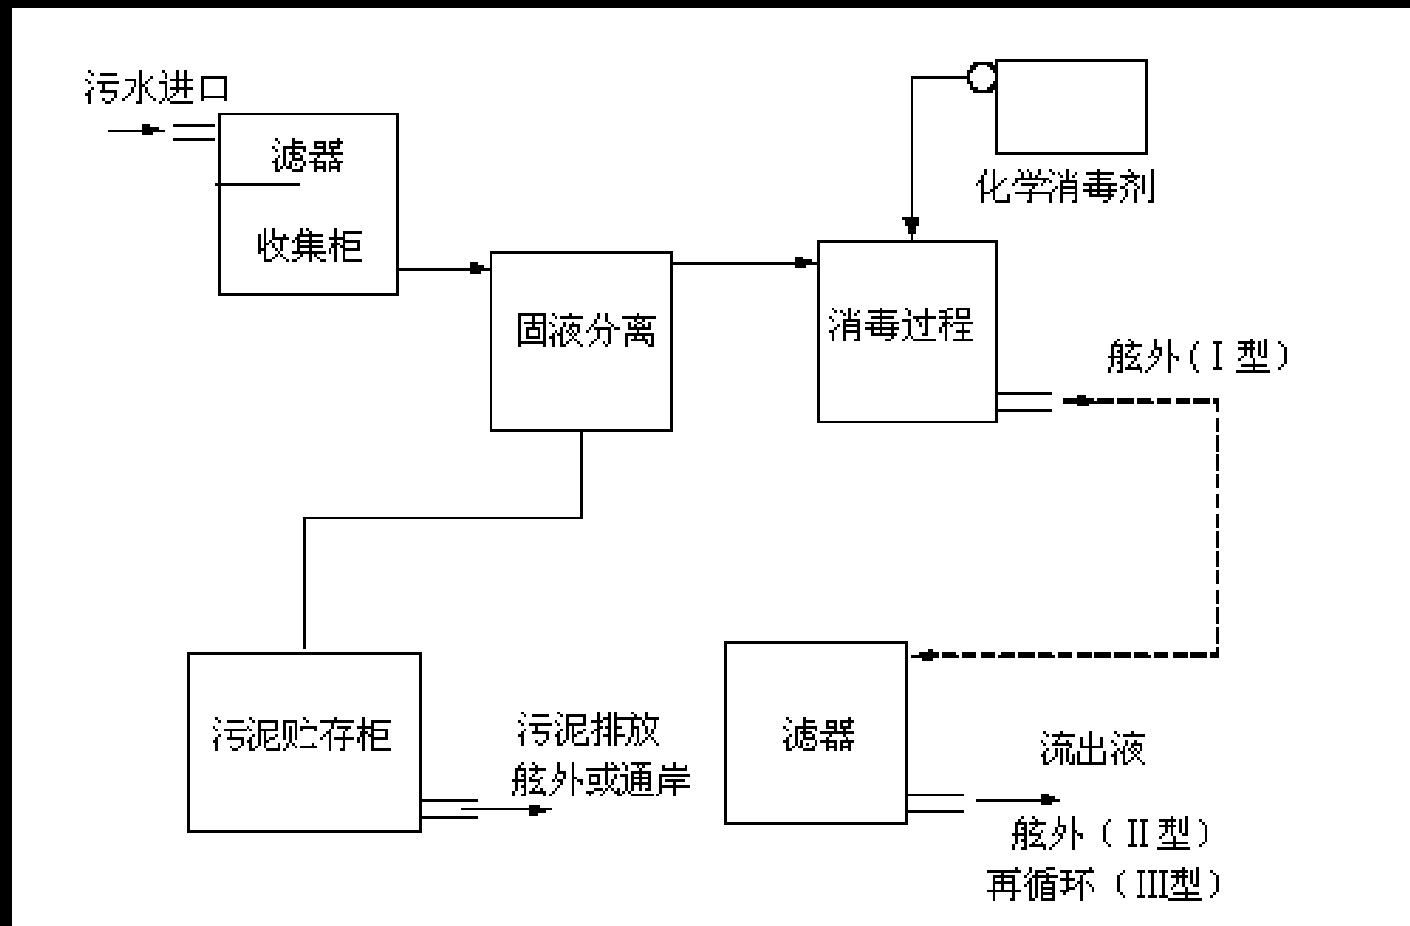 污水进口
滤器
收集柜
化学消毒剂
固液分离
消毒过程
舷外(I型)
污泥贮存柜
污泥排放
舷外或通岸
滤器
流出液
舷外(II型)
再循环(III型)